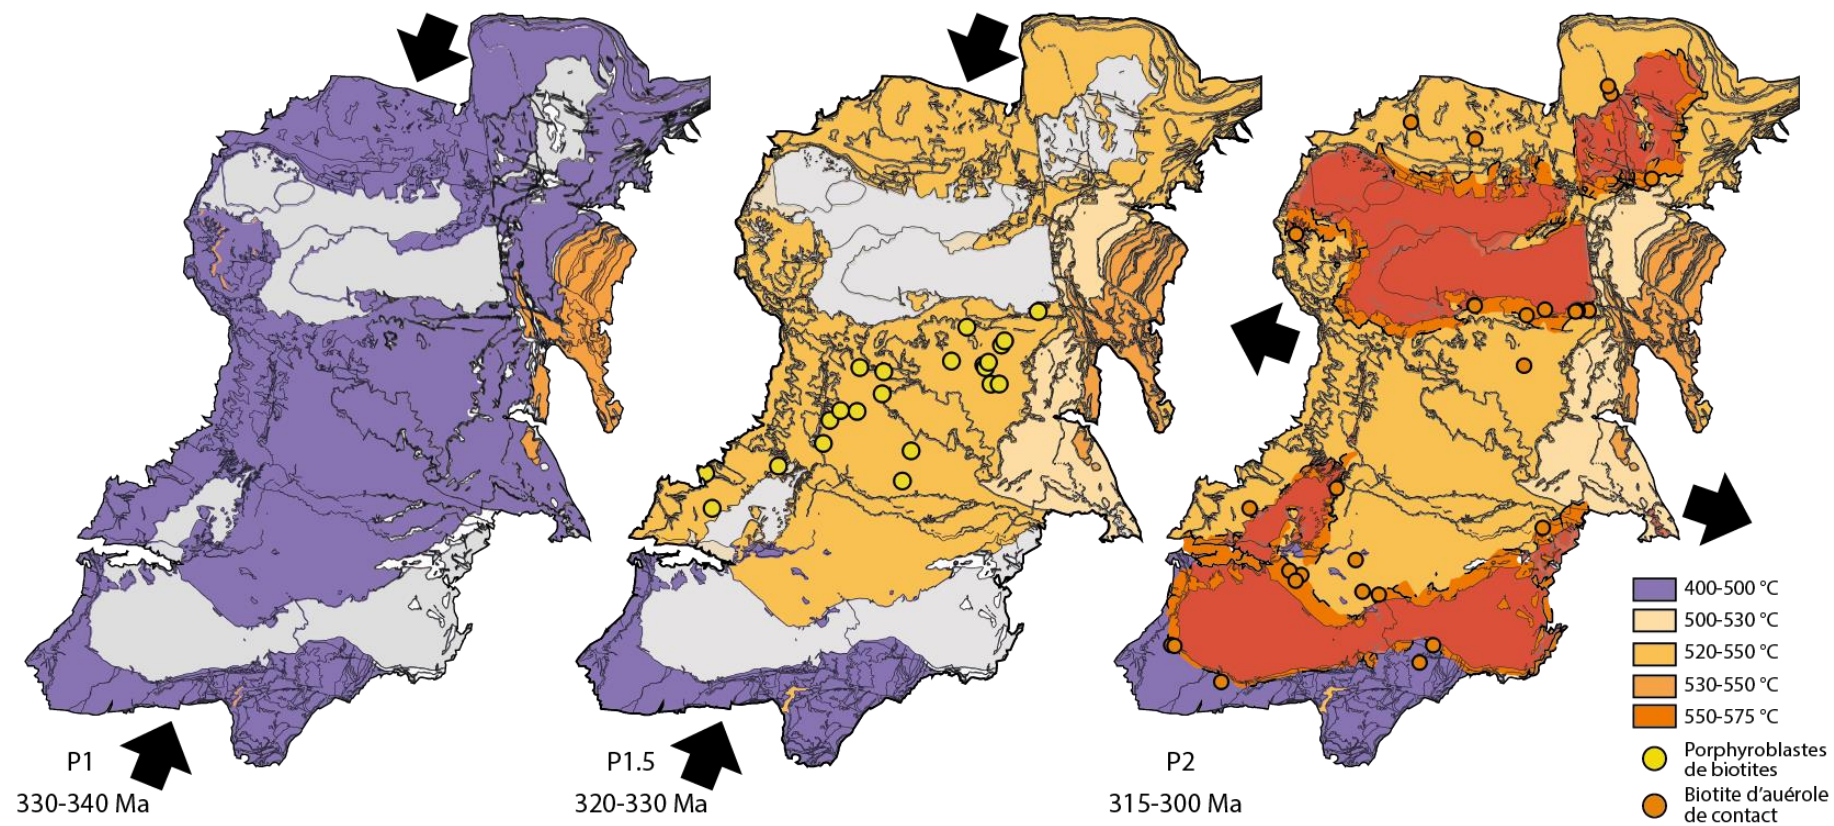 P1
330-340 Ma
P1.5
320-330 Ma
P2
315-300 Ma
400-500 °C
500-530 °C
520-550 °C
530-550 °C
550-575 °C
Porphyroblastes
de biotites
Biotite d'auérole
de contact